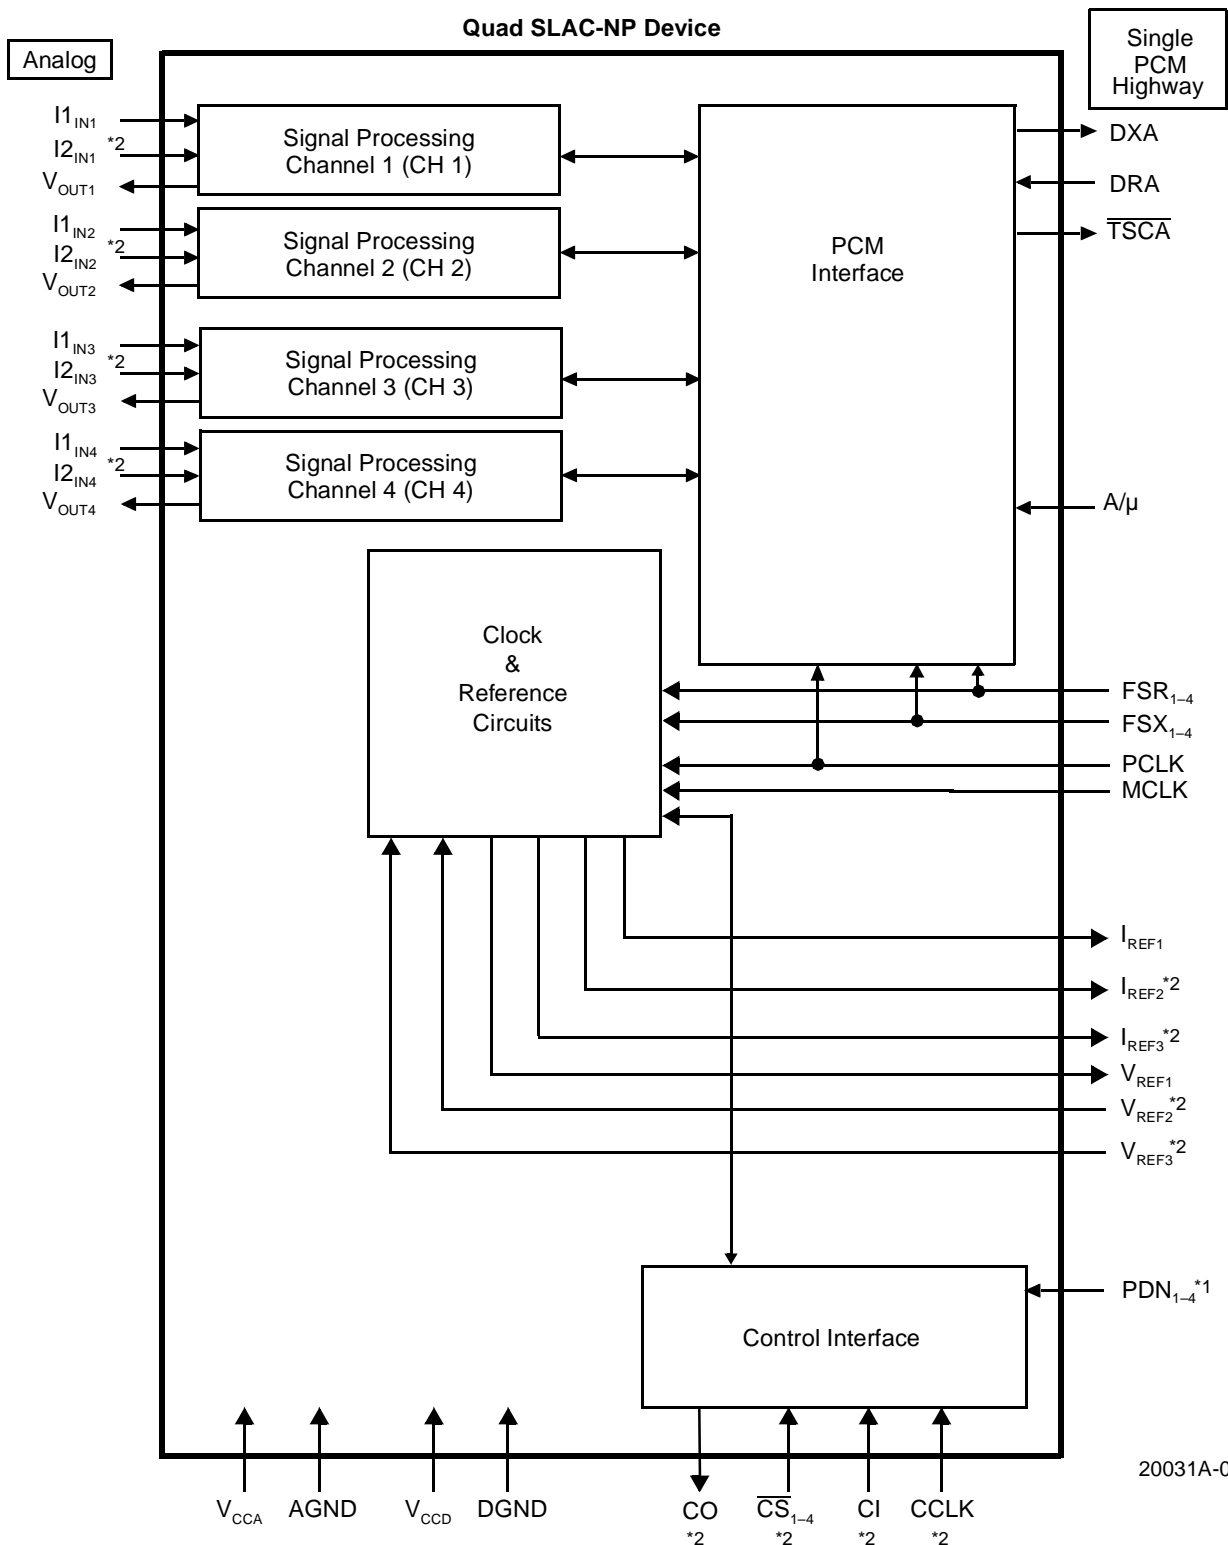 Quad SLAC-NP Device
Analog
Single
PCM
Highway
I1IN1
I2IN1 *2
VOUT1
I1IN2
I2IN2 *2
VOUT2
I1IN3
I2IN3 *2
VOUT3
I1IN4
I2IN4 *2
VOUT4
Signal Processing
Channel 1 (CH 1)
Signal Processing
Channel 2 (CH 2)
Signal Processing
Channel 3 (CH 3)
Signal Processing
Channel 4 (CH 4)
PCM
Interface
DXA
DRA
TSCA
A/µ
Clock
&
Reference
Circuits
FSR1–4
FSX1–4
PCLK
MCLK
IREF1
IREF2*2
IREF3*2
VREF1
VREF2*2
VREF3*2
Control Interface
PDN1–4*1
VCCA
AGND
VCCD
DGND
CO
*2
CS1–4
*2
CI
*2
CCLK
*2